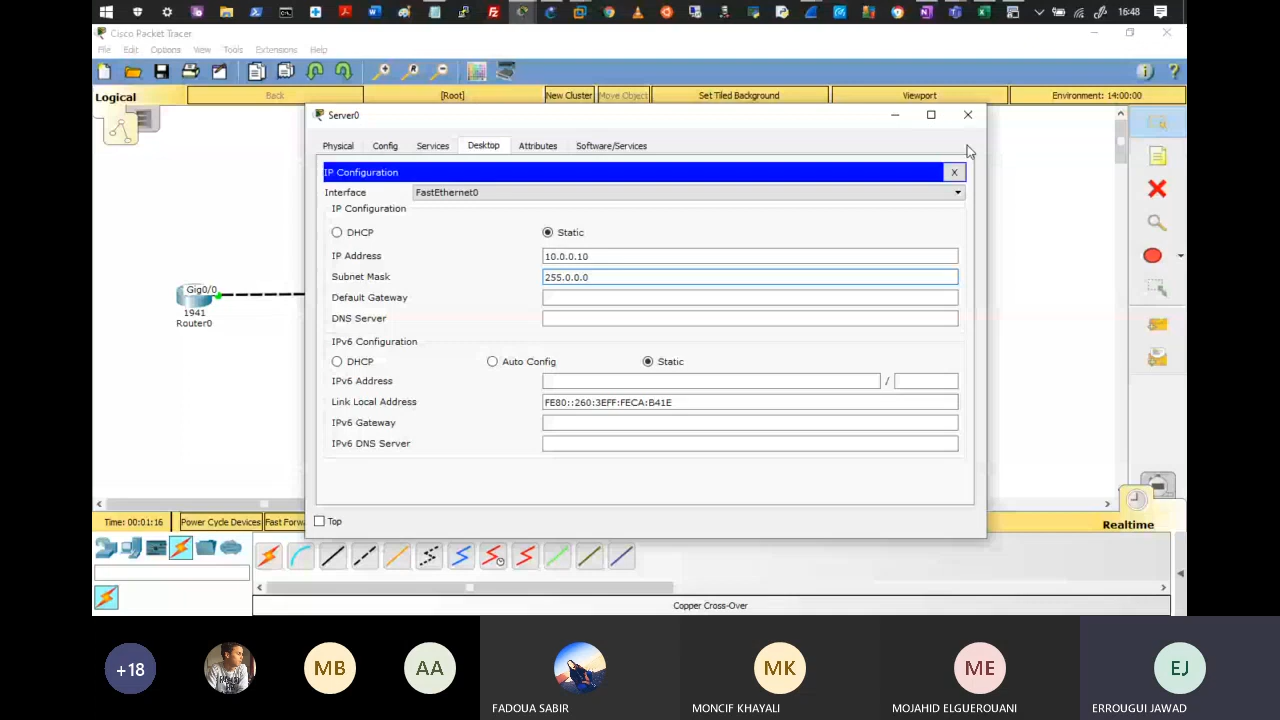 16:48
Cisco Packet Tracer
File Edit Options View Tools Extensions Help
Logical
Back
[Root]
New Cluster
Move Object
Set Tiled Background
Viewport
Environment: 14:00:00
Server0
Physical Config Services Desktop Attributes Software/Services
IP Configuration
X
Interface
FastEthernet0
IP Configuration
DHCP
Static
IP Address
10.0.0.10
Subnet Mask
255.0.0.0
Default Gateway
DNS Server
IPv6 Configuration
DHCP
Auto Config
Static
IPv6 Address
/
Link Local Address
FE80::260:3EFF:FECA:B41E
IPv6 Gateway
IPv6 DNS Server
Top
Gig0/0
1941
Router0
Time: 00:01:16
Power Cycle Devices
Fast Forw
Realtime
Copper Cross-Over
+18
MB
AA
MK
ME
EJ
FADOUA SABIR
MONCIF KHAYALI
MOJAHID ELGUEROUANI
ERROUGUI JAWAD